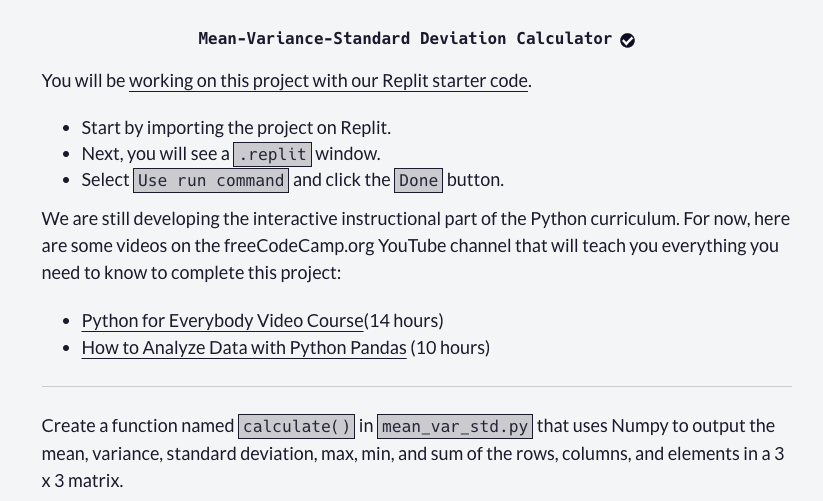 Mean-Variance-Standard Deviation Calculator
You will be working on this project with our Replit starter code.
Start by importing the project on Replit.
Next, you will see a .replit window.
Select Use run command and click the Done button.
We are still developing the interactive instructional part of the Python curriculum. For now, here
are some videos on the freeCodeCamp.org YouTube channel that will teach you everything you
need to know to complete this project:
Python for Everybody Video Course(14 hours)
How to Analyze Data with Python Pandas (10 hours)
Create a function named calculate() in mean_var_std.py that uses Numpy to output the
mean, variance, standard deviation, max, min, and sum of the rows, columns, and elements in a 3
x 3 matrix.